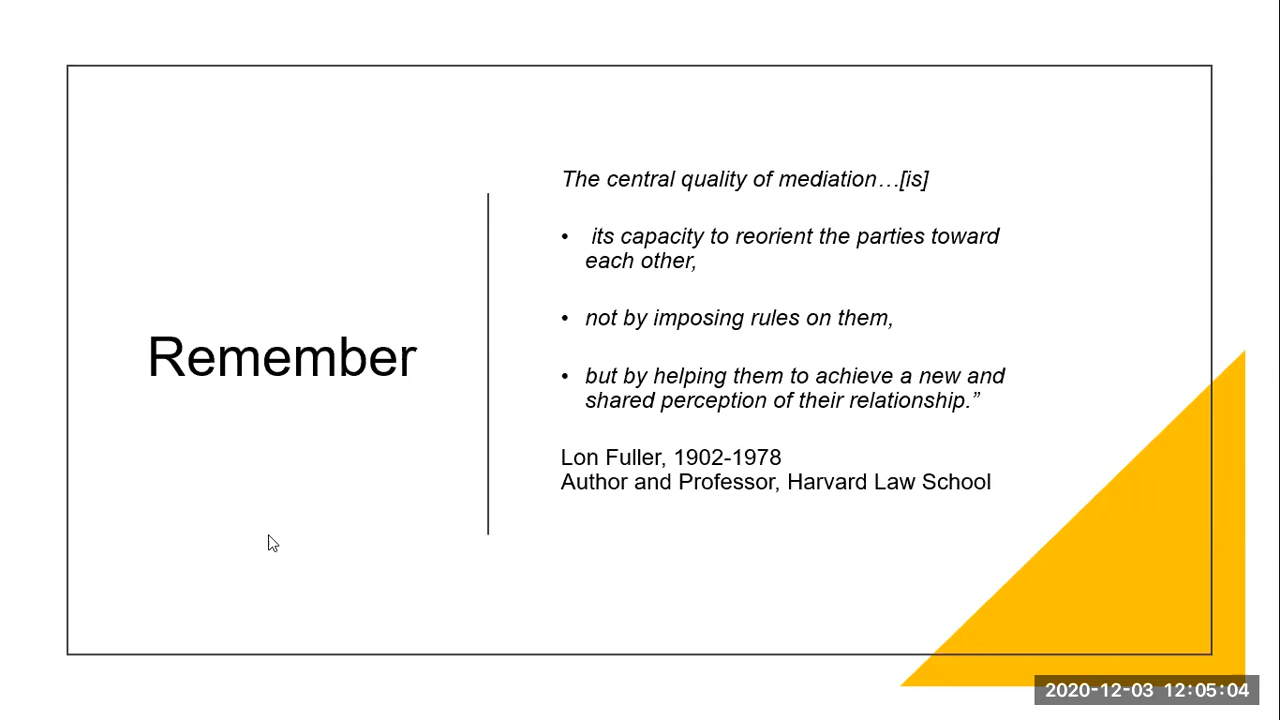 Remember
The central quality of mediation…[is]
• its capacity to reorient the parties toward
each other,
• not by imposing rules on them,
• but by helping them to achieve a new and
shared perception of their relationship.”
Lon Fuller, 1902-1978
Author and Professor, Harvard Law School
2020-12-03 12:05:04